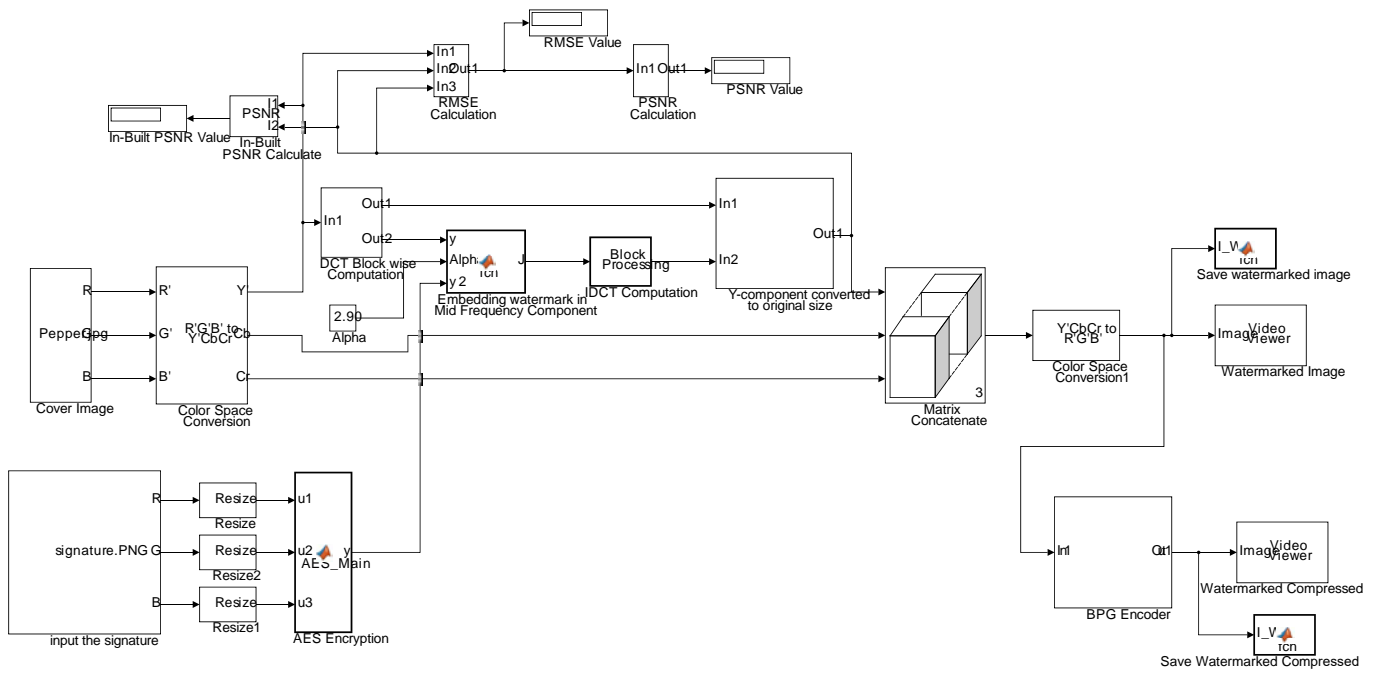 RMSE Value
In1
In2
In3
Out1
RMSE
Calculation
In1
Out1
PSNR
Calculation
PSNR Value
In-Built PSNR Value
PSNR
I1
I2
In-Built
PSNR Calculate
In1
Out1
Out2
DCT Block wise
Computation
y
Alpha
y 2
fcn
J
Embedding watermark in
Mid Frequency Component
2.90
Alpha
Block
Processing
IDCT Computation
In1
In2
Out1
Y-component converted
to original size
R
G
B
Cover Image
R'
G'
B'
R'G'B' to
Y'CbCr
Y'
Cb
Cr
Color Space
Conversion
3
Matrix
Concatenate
Y'CbCr to
R'G'B'
Color Space
Conversion1
fcn
Save watermarked image
Image
Video
Viewer
Watermarked Image
signature.PNG
R
G
B
input the signature
Resize
Resize
Resize
Resize2
Resize
Resize1
u1
u2
u3
AES_Main
y
AES Encryption
In1
Out1
BPG Encoder
Image
Video
Viewer
Watermarked Compressed
fcn
Save Watermarked Compressed